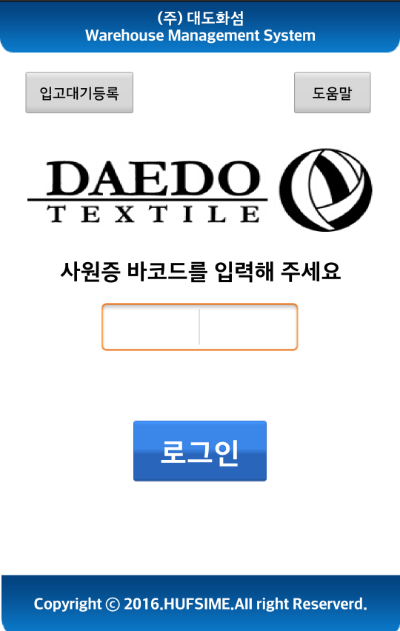 (주) 대도화섬
Warehouse Management System
입고대기등록
도움말
DAEDO
TEXTILE
사원증 바코드를 입력해 주세요
로그인
Copyright ⓒ 2016.HUFSIME.All right Reserverd.